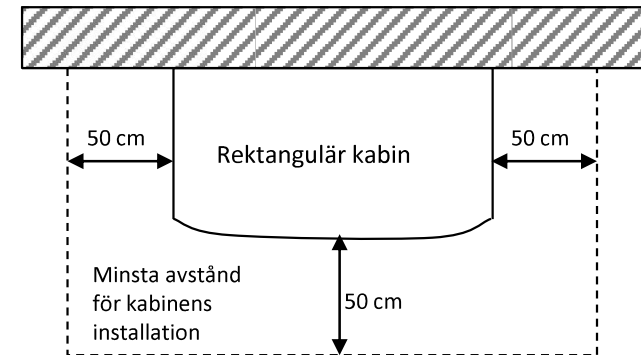 50 cm
50 cm
Rektangulär kabin
Minsta avstånd
för kabinens
installation
50 cm